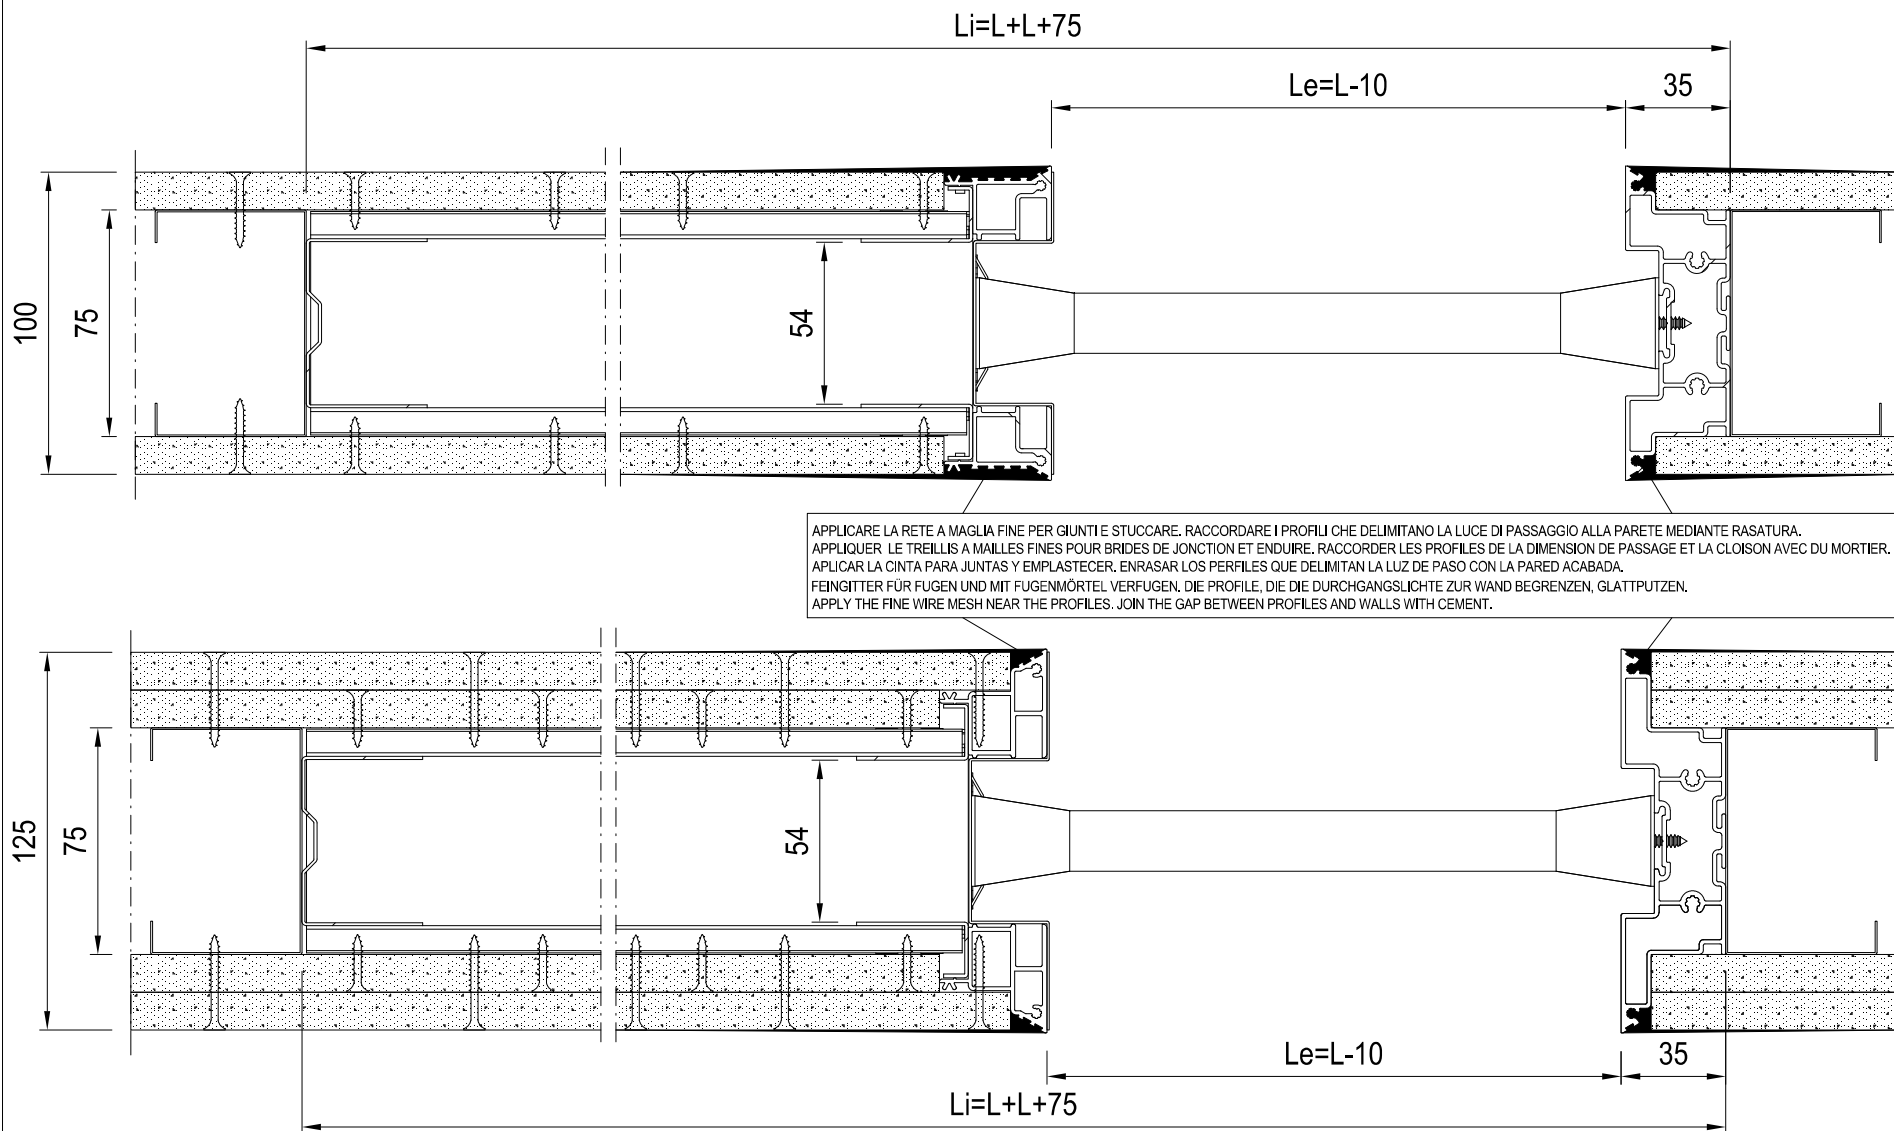 Li=L+L+75
Le=L-10
35
100
75
54
APPLICARE LA RETE A MAGLIA FINE PER GIUNTI E STUCCARE. RACCORDARE I PROFILI CHE DELIMITANO LA LUCE DI PASSAGGIO ALLA PARETE MEDIANTE RASATURA.
APPLIQUER LE TREILLIS A MAILLES FINES POUR BRIDES DE JONCTION ET ENDUIRE. RACCORDER LES PROFILES DE LA DIMENSION DE PASSAGE ET LA CLOISON AVEC DU MORTIER.
APLICAR LA CINTA PARA JUNTAS Y EMPLASTECER. ENRASAR LOS PERFILES QUE DELIMITAN LA LUZ DE PASO CON LA PARED ACABADA.
FEINGITTER FÜR FUGEN UND MIT FUGENMÖRTEL VERFUGEN. DIE PROFILE, DIE DIE DURCHGANGSLICHTE ZUR WAND BEGRENZEN, GLATTPUTZEN.
APPLY THE FINE WIRE MESH NEAR THE PROFILES. JOIN THE GAP BETWEEN PROFILES AND WALLS WITH CEMENT.
125
75
54
Le=L-10
35
Li=L+L+75